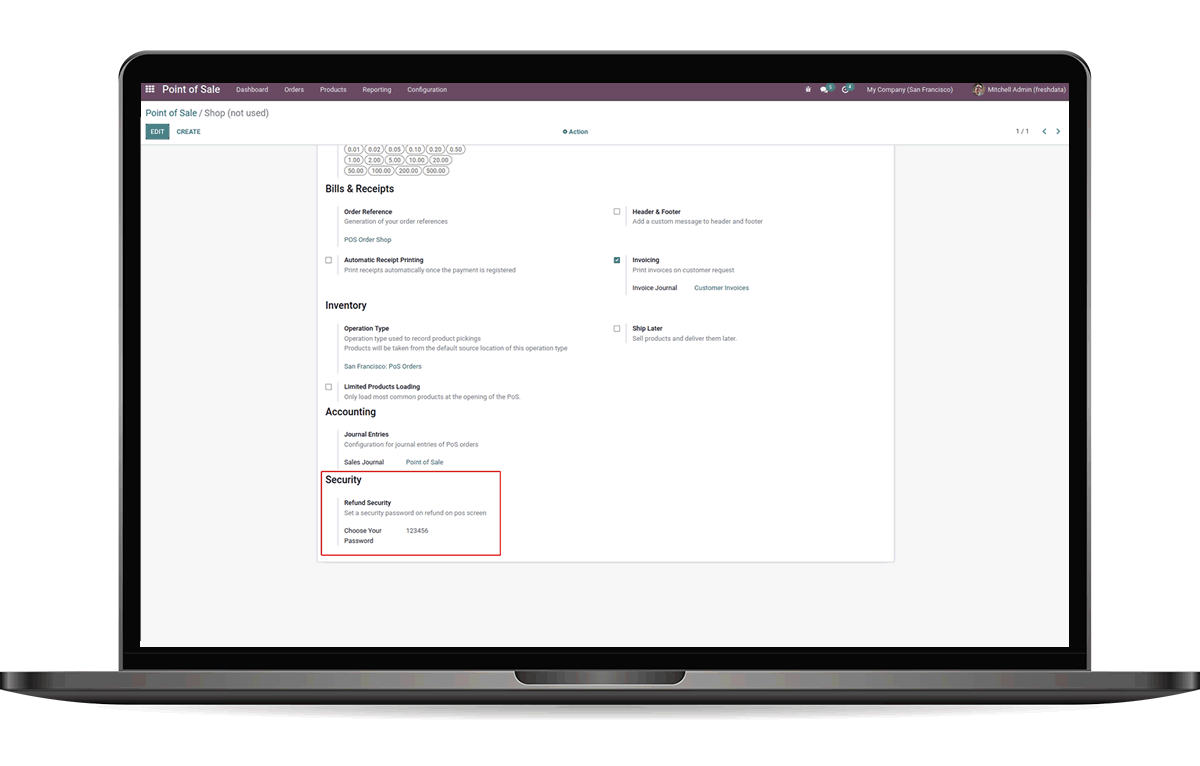 Point of Sale Dashboard Orders Products Reporting Configuration 5 4 My Company (San Francisco) Mitchell Admin (freshdata)
Point of Sale / Shop (not used)
EDIT CREATE Action 1 / 1
0.01 0.02 0.05 0.10 0.20 0.50
1.00 2.00 5.00 10.00 20.00
50.00 100.00 200.00 500.00
Bills & Receipts
Order Reference
Generation of your order references
POS Order Shop
Header & Footer
Add a custom message to header and footer
Automatic Receipt Printing
Print receipts automatically once the payment is registered
Invoicing
Print invoices on customer request
Invoice Journal Customer Invoices
Inventory
Operation Type
Operation type used to record product pickings
Products will be taken from the default source location of this operation type
San Francisco: PoS Orders
Ship Later
Sell products and deliver them later.
Limited Products Loading
Only load most common products at the opening of the PoS.
Accounting
Journal Entries
Configuration for journal entries of PoS orders
Sales Journal Point of Sale
Security
Refund Security
Set a security password on refund on pos screen
Choose Your 123456
Password